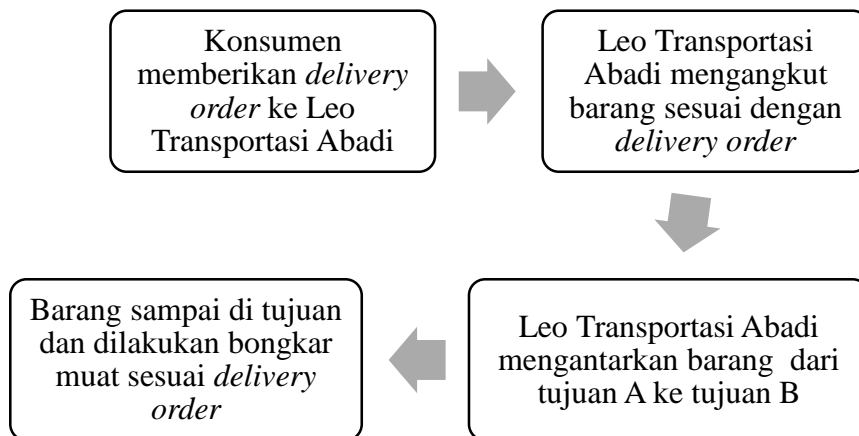 Konsumen
memberikan delivery
order ke Leo
Transportasi Abadi
Leo Transportasi
Abadi mengangkut
barang sesuai dengan
delivery order
Leo Transportasi Abadi
mengantarkan barang  dari
tujuan A ke tujuan B
Barang sampai di tujuan
dan dilakukan bongkar
muat sesuai delivery
order